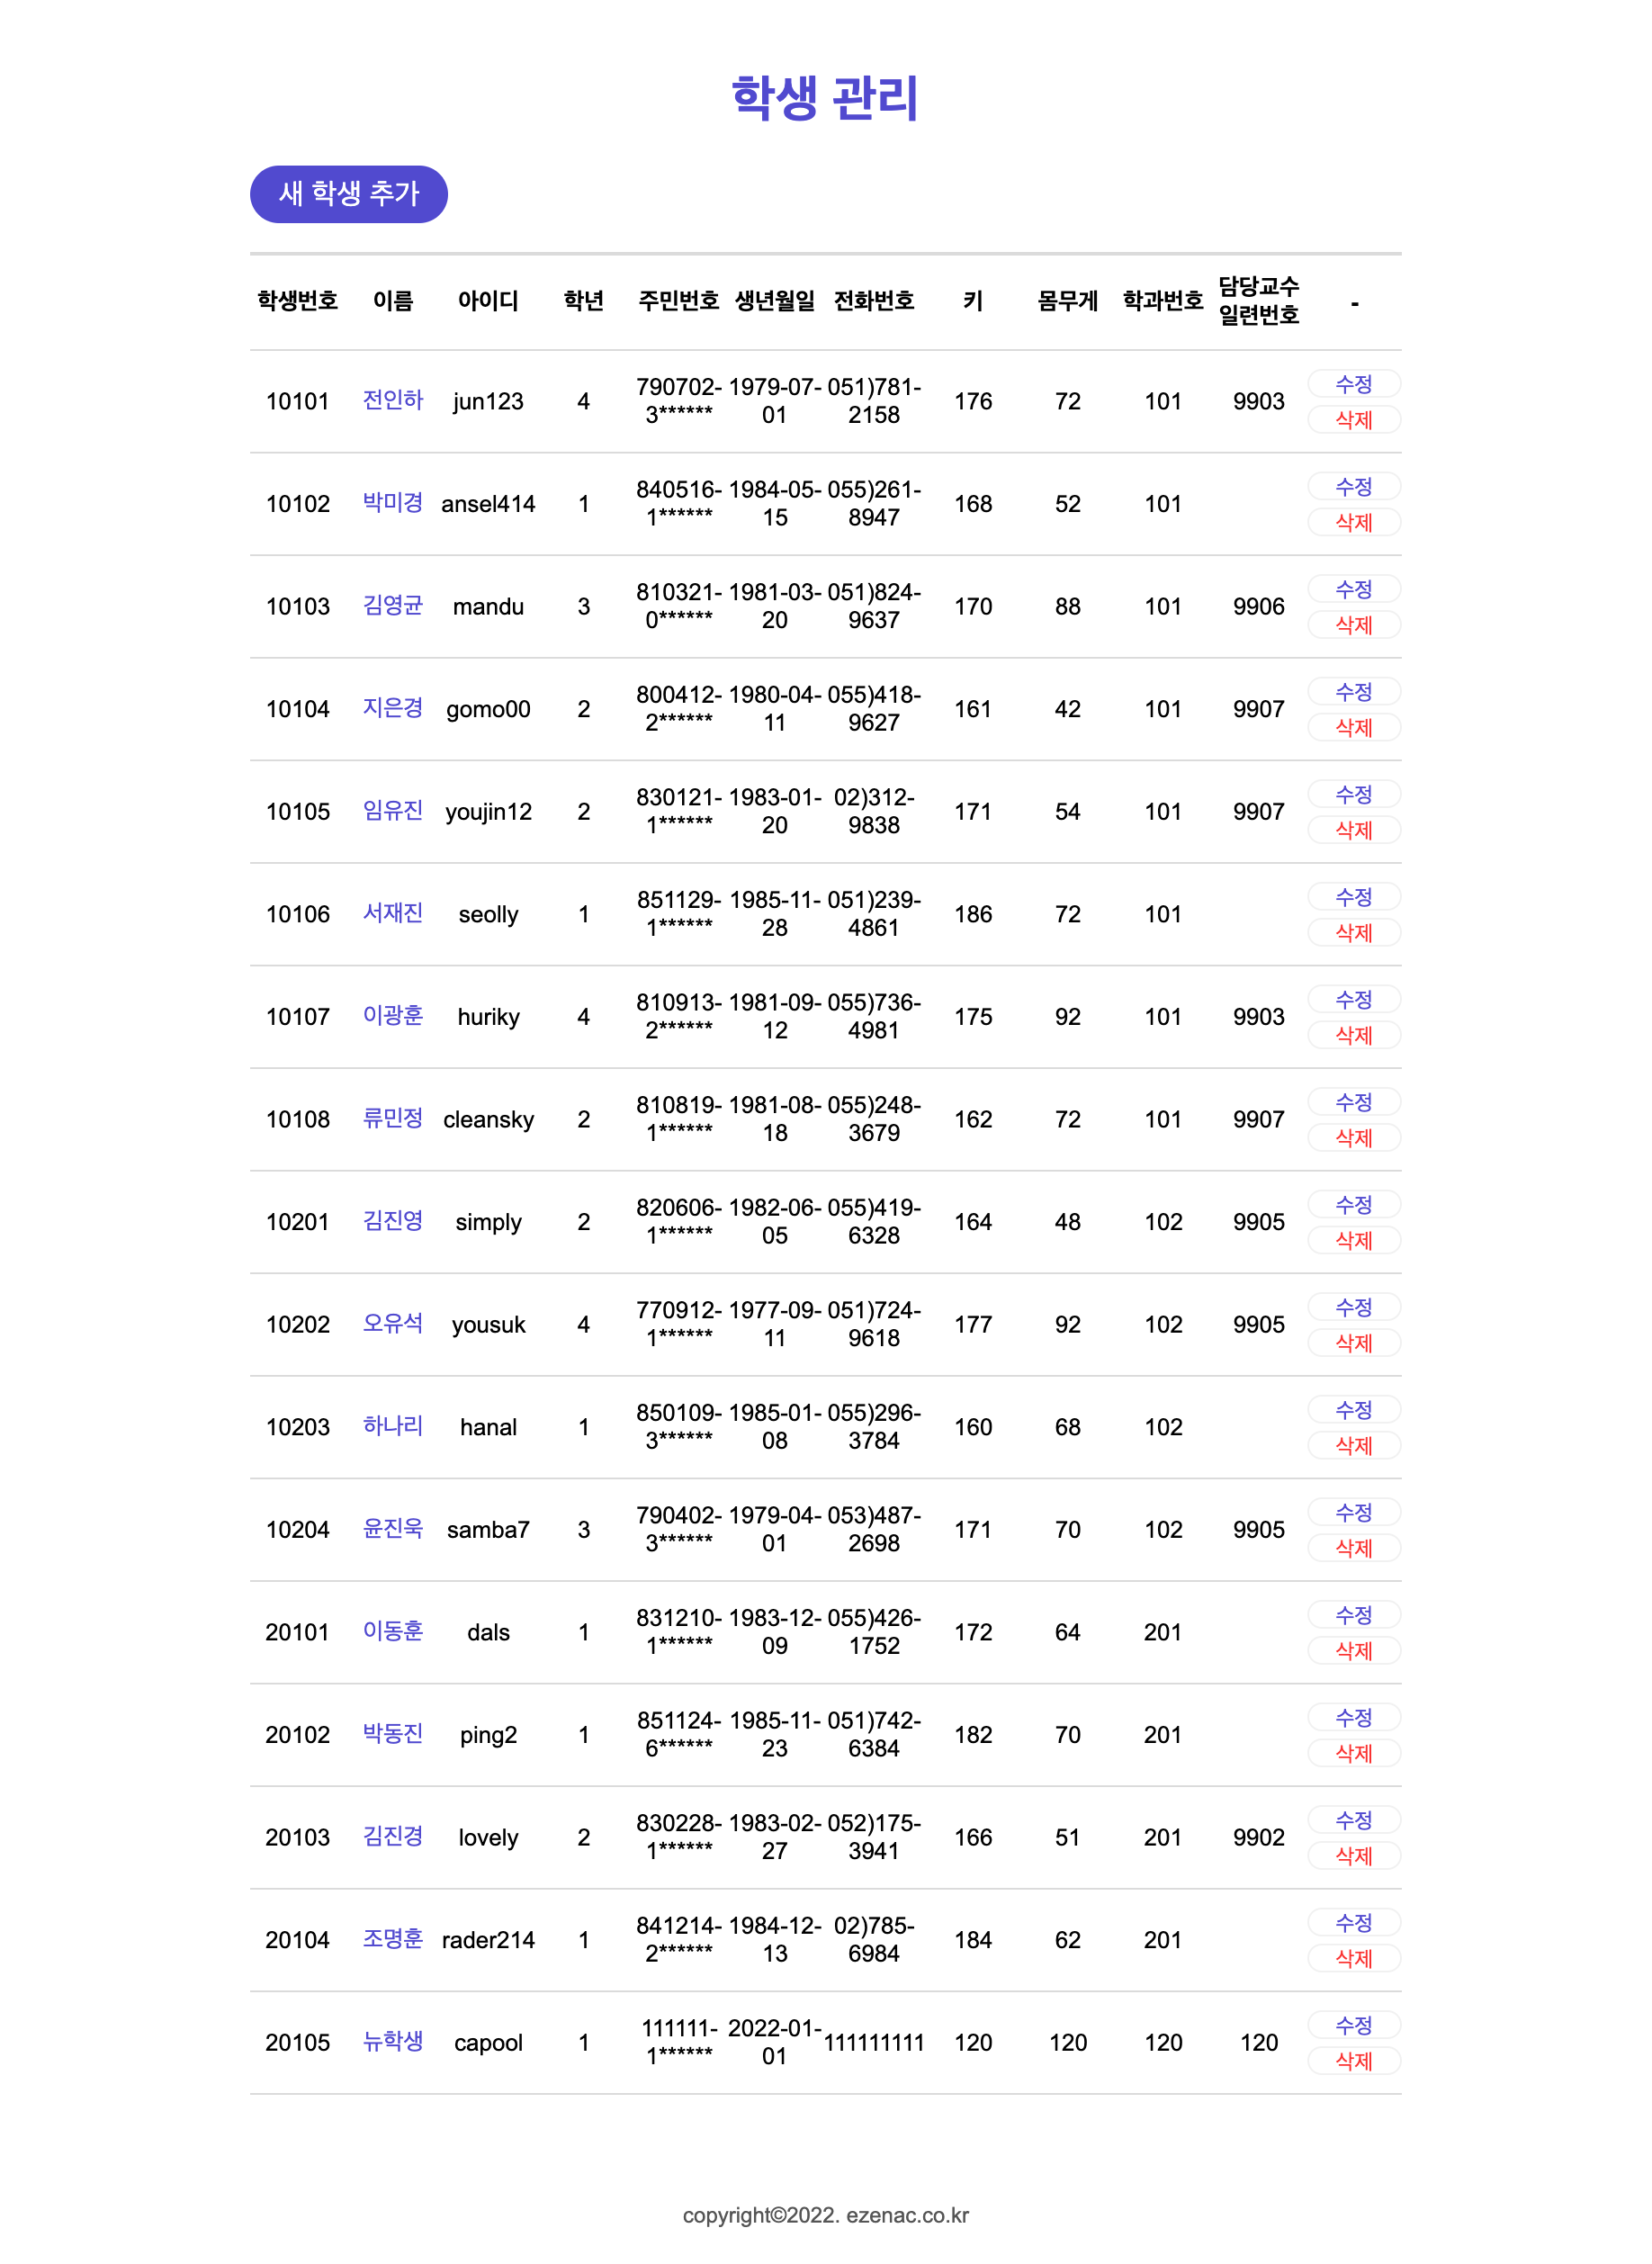 학생 관리
새 학생 추가
학생번호 이름 아이디 학년 주민번호 생년월일 전화번호 키 몸무게 학과번호 담당교수 일련번호 -
10101 전인하 jun123 4 790702-3****** 1979-07-01 051)781-2158 176 72 101 9903 수정 삭제
10102 박미경 ansel414 1 840516-1****** 1984-05-15 055)261-8947 168 52 101 수정 삭제
10103 김영균 mandu 3 810321-0****** 1981-03-20 051)824-9637 170 88 101 9906 수정 삭제
10104 지은경 gomo00 2 800412-2****** 1980-04-11 055)418-9627 161 42 101 9907 수정 삭제
10105 임유진 youjin12 2 830121-1****** 1983-01-20 02)312-9838 171 54 101 9907 수정 삭제
10106 서재진 seolly 1 851129-1****** 1985-11-28 051)239-4861 186 72 101 수정 삭제
10107 이광훈 huriky 4 810913-2****** 1981-09-12 055)736-4981 175 92 101 9903 수정 삭제
10108 류민정 cleansky 2 810819-1****** 1981-08-18 055)248-3679 162 72 101 9907 수정 삭제
10201 김진영 simply 2 820606-1****** 1982-06-05 055)419-6328 164 48 102 9905 수정 삭제
10202 오유석 yousuk 4 770912-1****** 1977-09-11 051)724-9618 177 92 102 9905 수정 삭제
10203 하나리 hanal 1 850109-3****** 1985-01-08 055)296-3784 160 68 102 수정 삭제
10204 윤진욱 samba7 3 790402-3****** 1979-04-01 053)487-2698 171 70 102 9905 수정 삭제
20101 이동훈 dals 1 831210-1****** 1983-12-09 055)426-1752 172 64 201 수정 삭제
20102 박동진 ping2 1 851124-6****** 1985-11-23 051)742-6384 182 70 201 수정 삭제
20103 김진경 lovely 2 830228-1****** 1983-02-27 052)175-3941 166 51 201 9902 수정 삭제
20104 조명훈 rader214 1 841214-2****** 1984-12-13 02)785-6984 184 62 201 수정 삭제
20105 뉴학생 capool 1 111111-1****** 2022-01-01 111111111 120 120 120 120 수정 삭제
copyright©2022. ezenac.co.kr